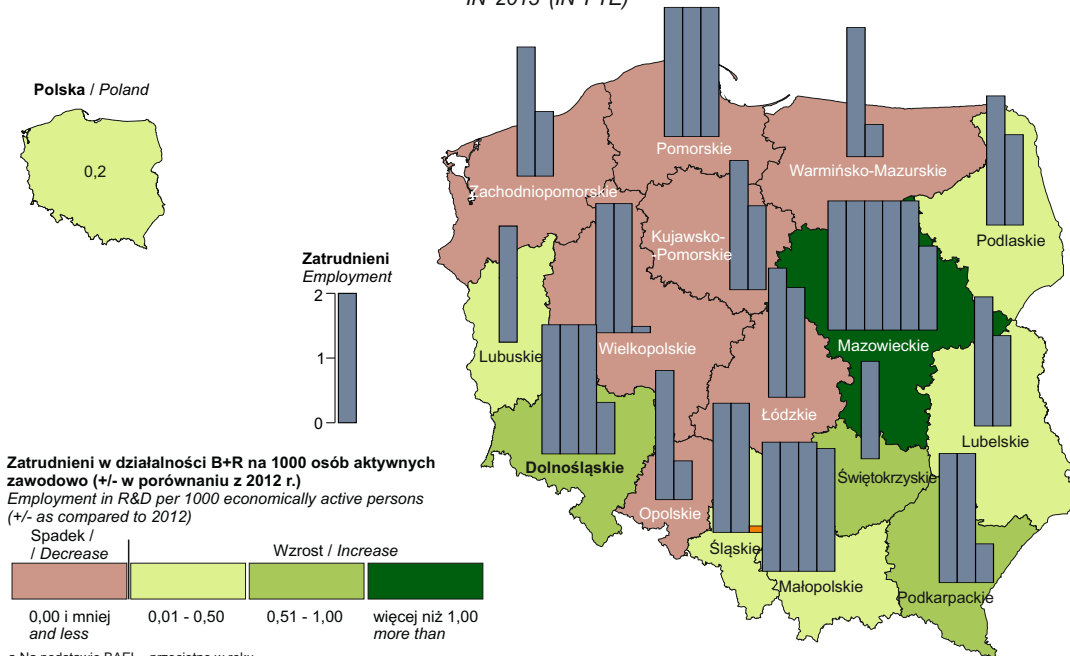 IN 2013 (IN FTE)
Polska / Poland
0,2
Zatrudnieni
Employment
2
1
0
Pomorskie
Warmińsko-Mazurskie
Zachodniopomorskie
Kujawsko-
-Pomorskie
Podlaskie
Lubuskie
Wielkopolskie
Mazowieckie
Łódzkie
Lubelskie
Dolnośląskie
Świętokrzyskie
Opolskie
Śląskie
Małopolskie
Podkarpackie
Zatrudnieni w działalności B+R na 1000 osób aktywnych
zawodowo (+/- w porównaniu z 2012 r.)
Employment in R&D per 1000 economically active persons
(+/- as compared to 2012)
Spadek /
/ Decrease
Wzrost / Increase
0,00 i mniej
and less
0,01 - 0,50
0,51 - 1,00
więcej niż 1,00
more than